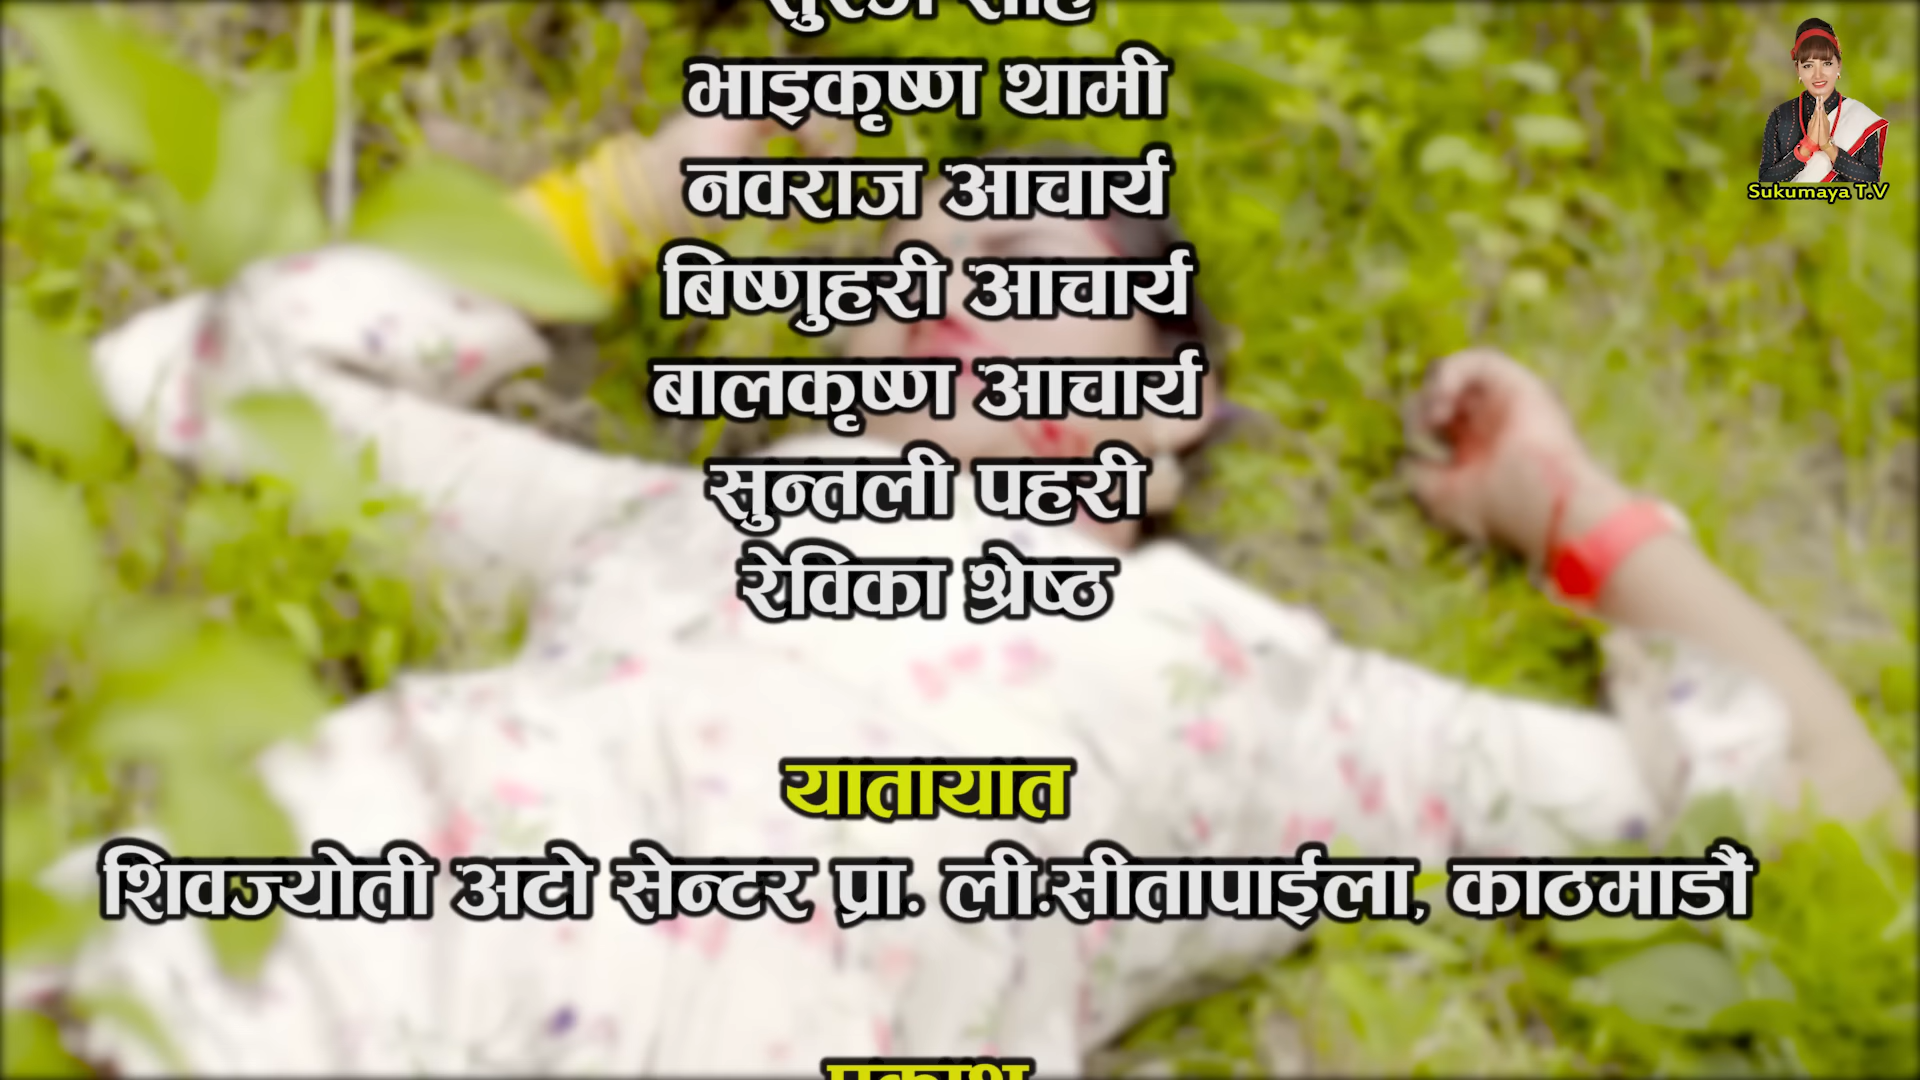 भाइकृष्ण थामी
Sukumaya T.V
नवराज आचार्य
बिष्णुहरी आचार्य
बालकृष्ण आचार्य
सुन्तली पहरी
रेविका श्रेष्ठ
यातायात
शिवज्योती अटो सेन्टर प्रा. ली.सीतापाईला, काठमाडौं